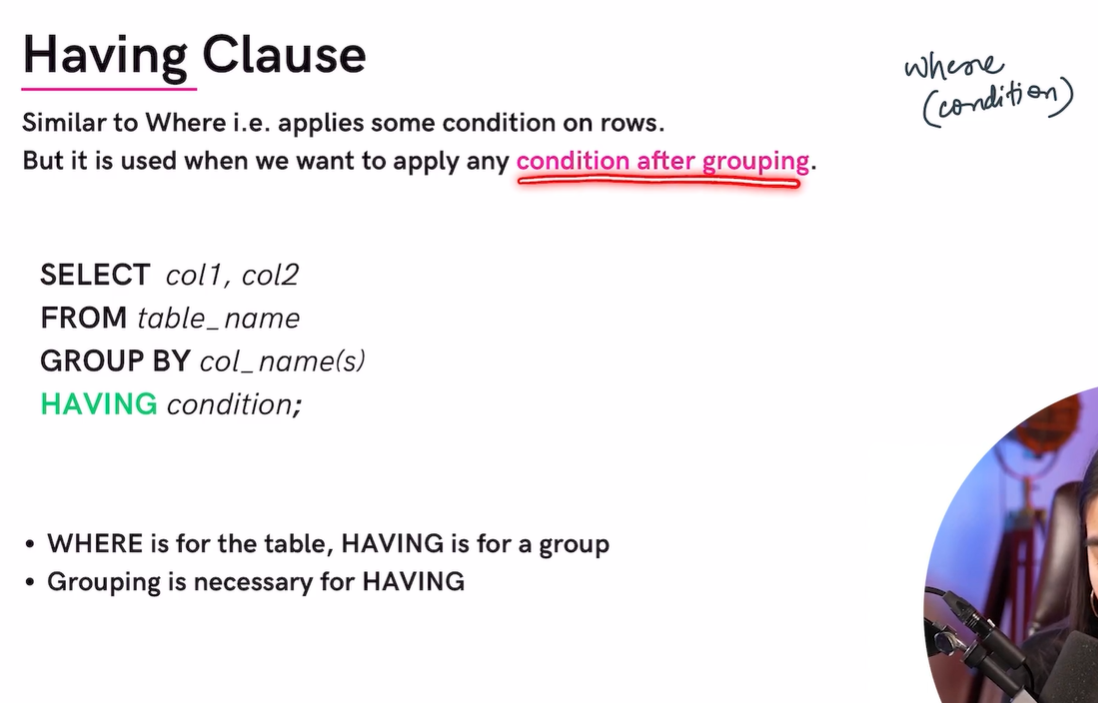 Having Clause
where
(condition)
Similar to Where i.e. applies some condition on rows.
But it is used when we want to apply any condition after grouping.
SELECT col1, col2
FROM table_name
GROUP BY col_name(s)
HAVING condition;
• WHERE is for the table, HAVING is for a group
• Grouping is necessary for HAVING